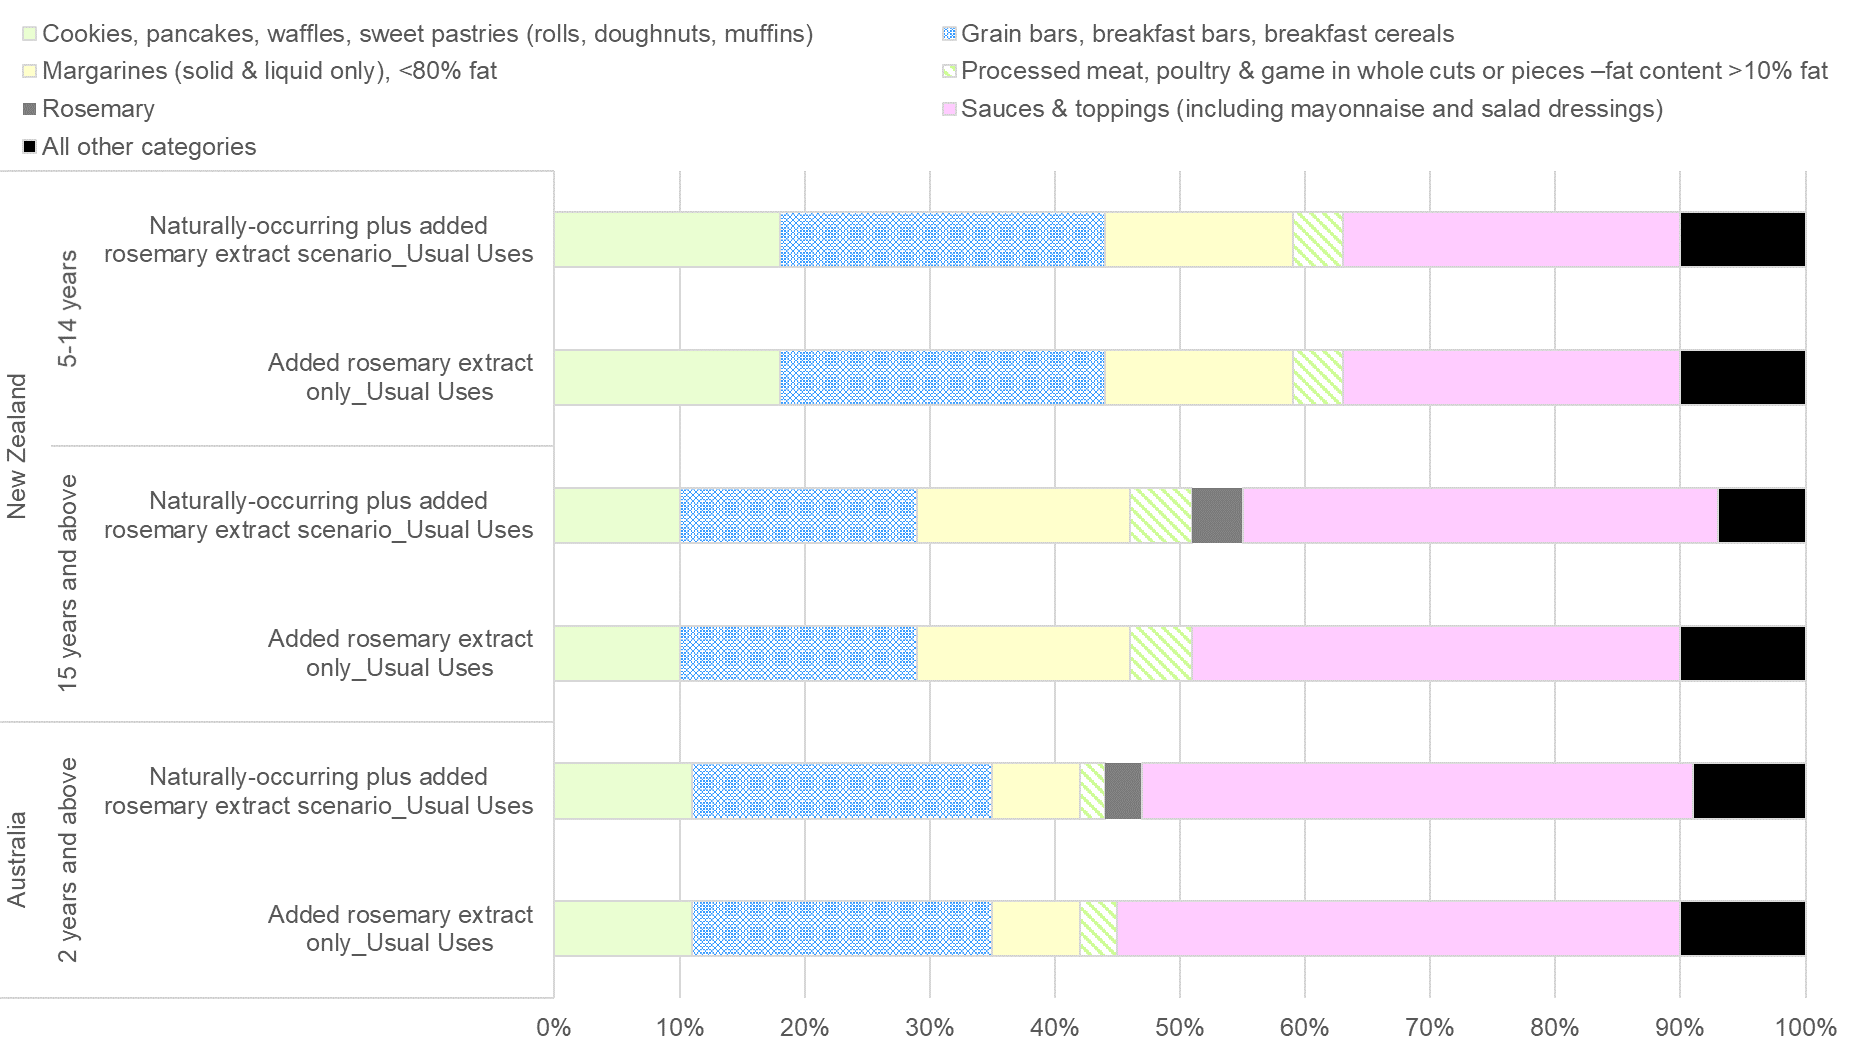 Cookies, pancakes, waffles, sweet pastries (rolls, doughnuts, muffins)
Grain bars, breakfast bars, breakfast cereals
Margarines (solid & liquid only), <80% fat
Processed meat, poultry & game in whole cuts or pieces –fat content >10% fat
Rosemary
Sauces & toppings (including mayonnaise and salad dressings)
All other categories
New Zealand
5-14 years
Naturally-occurring plus added
rosemary extract scenario_Usual Uses
Added rosemary extract
only_Usual Uses
15 years and above
Naturally-occurring plus added
rosemary extract scenario_Usual Uses
Added rosemary extract
only_Usual Uses
Australia
2 years and above
Naturally-occurring plus added
rosemary extract scenario_Usual Uses
Added rosemary extract
only_Usual Uses
0% 10% 20% 30% 40% 50% 60% 70% 80% 90% 100%